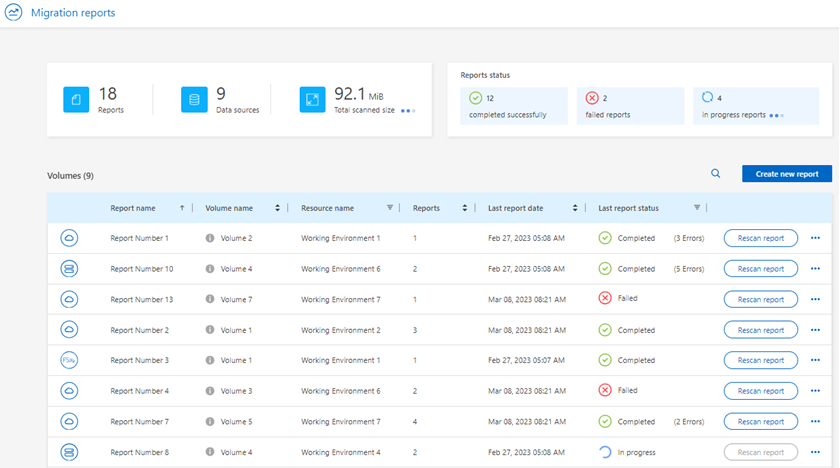 Migration reports
18 Reports
9 Data sources
92.1 MiB Total scanned size
Reports status
12 completed successfully
2 failed reports
4 in progress reports
Volumes (9)
Create new report
Report name Volume name Resource name Reports Last report date Last report status
Report Number 1 Volume 2 Working Environment 1 1 Feb 27, 2023 05:08 AM Completed (3 Errors) Rescan report
Report Number 10 Volume 4 Working Environment 6 2 Feb 27, 2023 05:08 AM Completed (5 Errors) Rescan report
Report Number 13 Volume 7 Working Environment 7 1 Mar 08, 2023 08:21 AM Failed Rescan report
Report Number 2 Volume 1 Working Environment 2 3 Mar 08, 2023 08:21 AM Completed Rescan report
Report Number 3 Volume 1 Working Environment 1 1 Feb 27, 2023 05:07 AM Completed Rescan report
Report Number 4 Volume 3 Working Environment 6 2 Mar 08, 2023 08:21 AM Failed Rescan report
Report Number 7 Volume 5 Working Environment 7 4 Mar 08, 2023 08:21 AM Completed (2 Errors) Rescan report
Report Number 8 Volume 4 Working Environment 4 2 Feb 27, 2023 05:08 AM In progress Rescan report